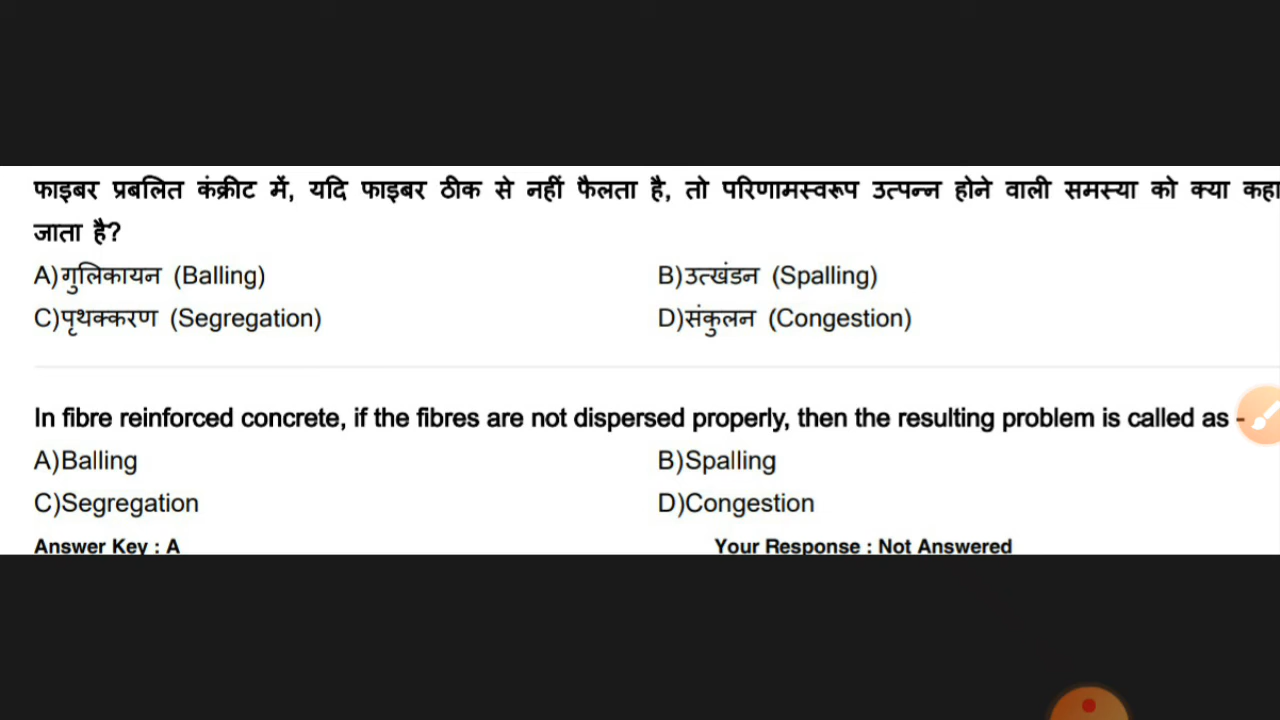 फाइबर प्रबलित कंक्रीट में, यदि फाइबर ठीक से नहीं फैलता है, तो परिणामस्वरूप उत्पन्न होने वाली समस्या को क्या कहा
जाता है?
A)गुलिकायन (Balling) B)उत्खंडन (Spalling)
C)पृथक्करण (Segregation) D)संकुलन (Congestion)
In fibre reinforced concrete, if the fibres are not dispersed properly, then the resulting problem is called as -
A)Balling B)Spalling
C)Segregation D)Congestion
Answer Key : A Your Response : Not Answered